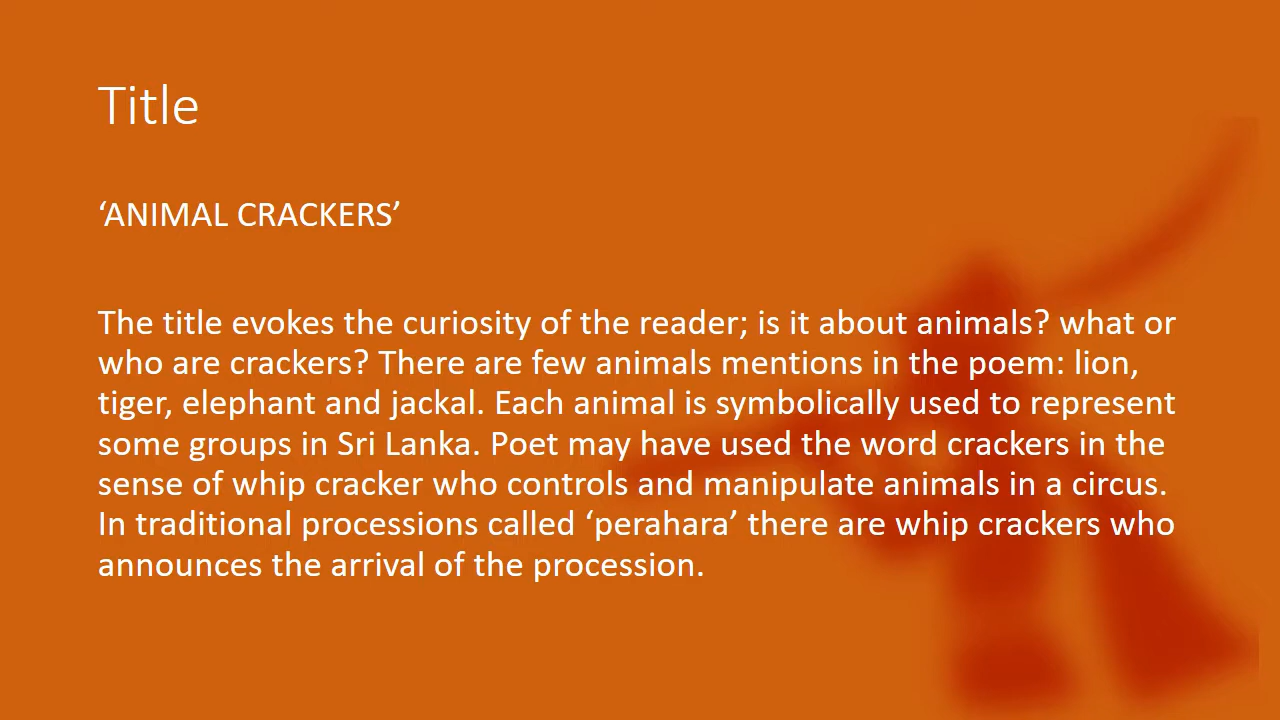 Title
‘ANIMAL CRACKERS’
The title evokes the curiosity of the reader; is it about animals? what or
who are crackers? There are few animals mentions in the poem: lion,
tiger, elephant and jackal. Each animal is symbolically used to represent
some groups in Sri Lanka. Poet may have used the word crackers in the
sense of whip cracker who controls and manipulate animals in a circus.
In traditional processions called ‘perahara’ there are whip crackers who
announces the arrival of the procession.